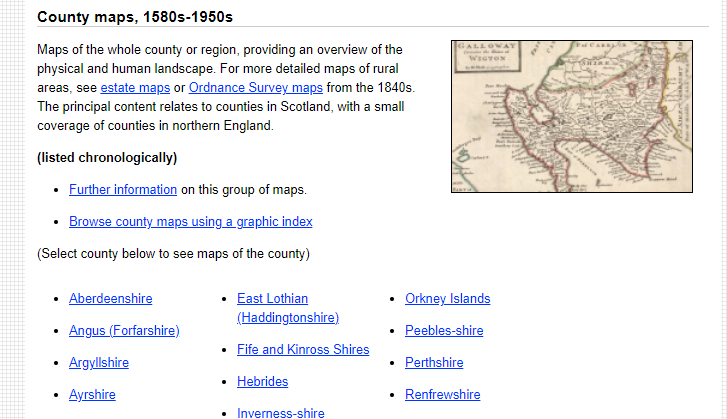 County maps, 1580s-1950s
Maps of the whole county or region, providing an overview of the
physical and human landscape. For more detailed maps of rural
areas, see estate maps or Ordnance Survey maps from the 1840s.
The principal content relates to counties in Scotland, with a small
coverage of counties in northern England.
GALLOWAY
WIGTON
SHIRE
(listed chronologically)
Further information on this group of maps.
Browse county maps using a graphic index
(Select county below to see maps of the county)
Aberdeenshire
Angus (Forfarshire)
Argyllshire
Ayrshire
East Lothian
(Haddingtonshire)
Fife and Kinross Shires
Hebrides
Inverness-shire
Orkney Islands
Peebles-shire
Perthshire
Renfrewshire